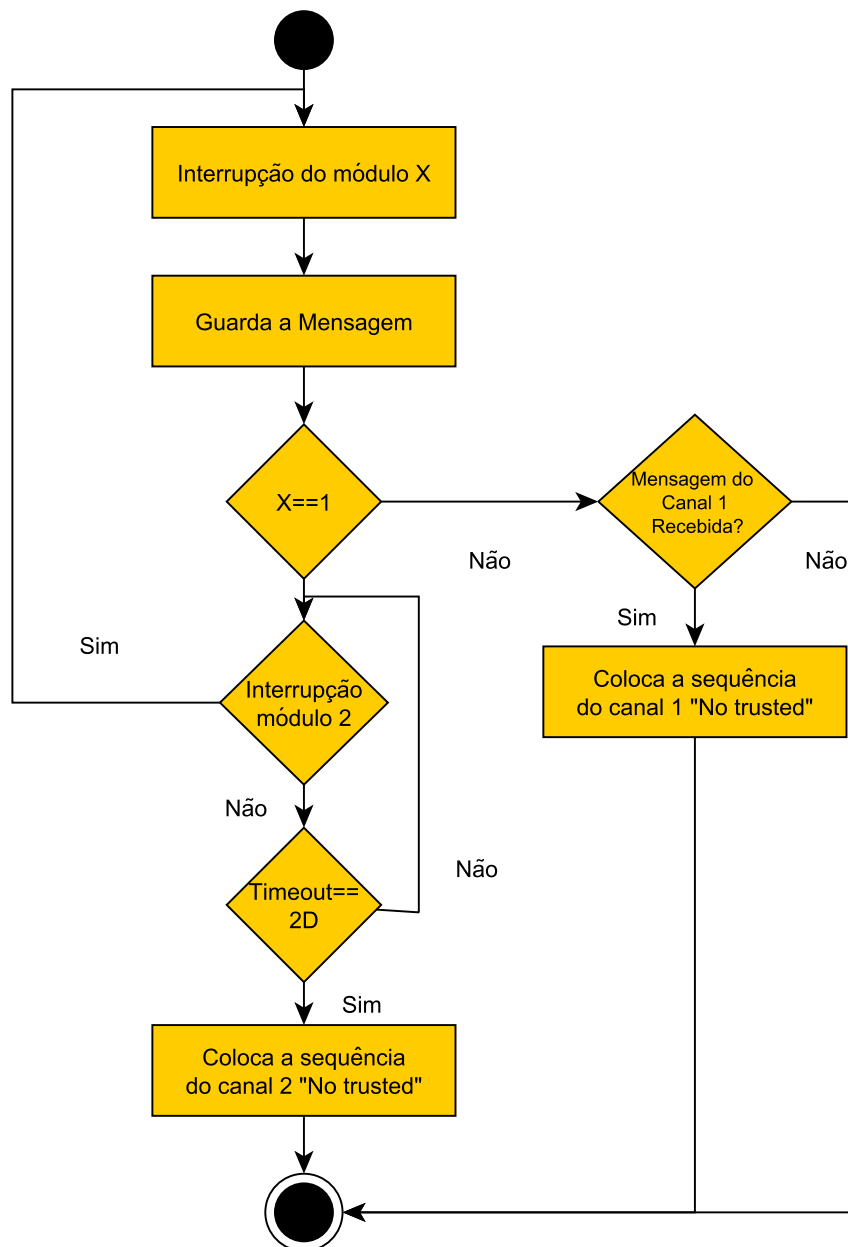 Interrupção do módulo X
Guarda a Mensagem
X==1
Não
Mensagem do
Canal 1
Recebida?
Não
Sim
Coloca a sequência
do canal 1 "No trusted"
Sim
Interrupção
módulo 2
Não
Timeout==
2D
Não
Sim
Coloca a sequência
do canal 2 "No trusted"